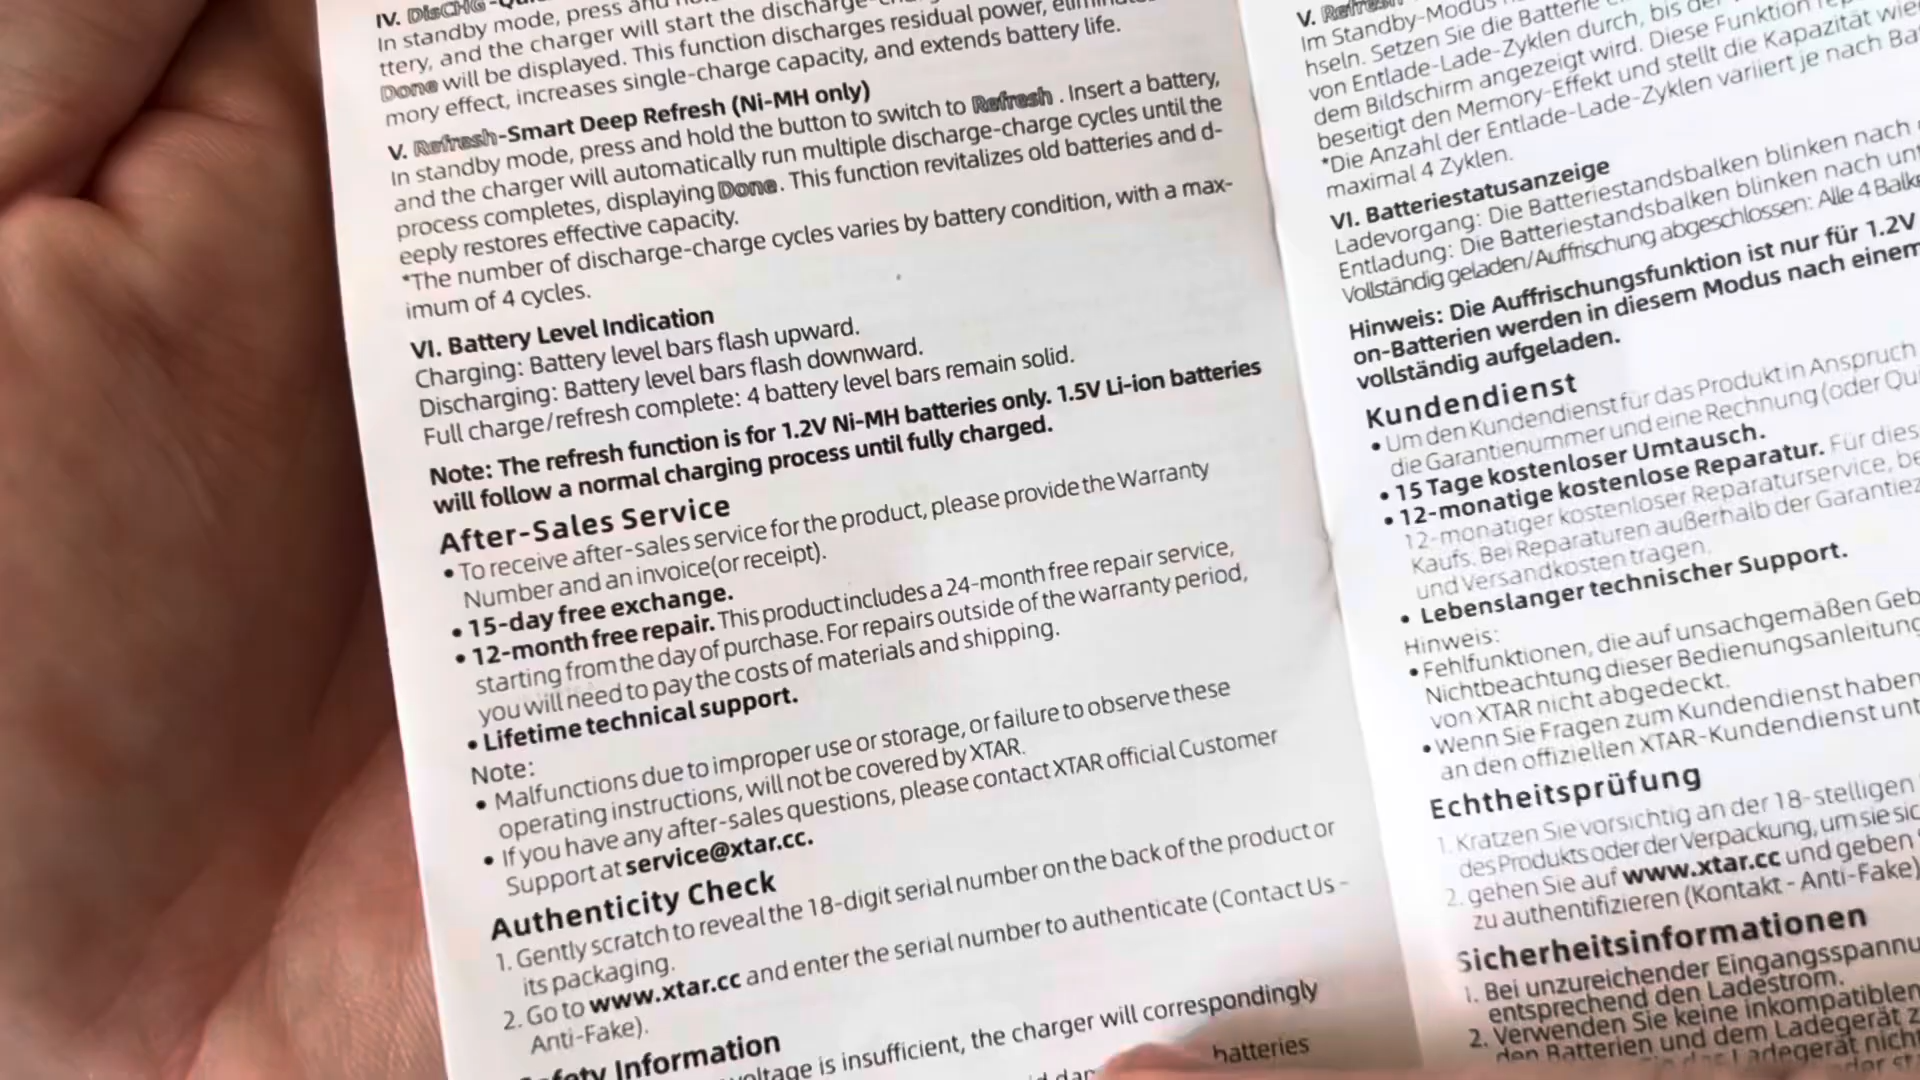 IV. DisCHG
In standby mode, press and
ttery, and the charger will start the discharge-
Done will be displayed. This function discharges residual power,
mory effect, increases single-charge capacity, and extends battery life.
V. Refresh-Smart Deep Refresh (Ni-MH only)
In standby mode, press and hold the button to switch to Refresh . Insert a battery,
and the charger will automatically run multiple discharge-charge cycles until the
process completes, displaying Done . This function revitalizes old batteries and d-
eeply restores effective capacity.
*The number of discharge-charge cycles varies by battery condition, with a max-
imum of 4 cycles.
VI. Battery Level Indication
Charging: Battery level bars flash upward.
Discharging: Battery level bars flash downward.
Full charge/refresh complete: 4 battery level bars remain solid.
Note: The refresh function is for 1.2V Ni-MH batteries only. 1.5V Li-ion batteries
will follow a normal charging process until fully charged.
After-Sales Service
• To receive after-sales service for the product, please provide the Warranty
Number and an invoice(or receipt).
• 15-day free exchange.
• 12-month free repair. This product includes a 24-month free repair service,
starting from the day of purchase. For repairs outside of the warranty period,
you will need to pay the costs of materials and shipping.
• Lifetime technical support.
Note:
• Malfunctions due to improper use or storage, or failure to observe these
operating instructions, will not be covered by XTAR.
• If you have any after-sales questions, please contact XTAR official Customer
Support at service@xtar.cc.
Authenticity Check
1. Gently scratch to reveal the 18-digit serial number on the back of the product or
its packaging.
2. Go to www.xtar.cc and enter the serial number to authenticate (Contact Us -
Anti-Fake).
Safety Information
voltage is insufficient, the charger will correspondingly
batteries
V. Refresh
Im Standby-Modus
hseln. Setzen Sie die Batterie
von Entlade-Lade-Zyklen durch, bis
dem Bildschirm angezeigt wird. Diese Funktion
beseitigt den Memory-Effekt und stellt die Kapazität
*Die Anzahl der Entlade-Lade-Zyklen variiert je nach
maximal 4 Zyklen.
VI. Batteriestatusanzeige
Ladevorgang: Die Batteriestandsbalken blinken nach
Entladung: Die Batteriestandsbalken blinken nach
Vollständig geladen/Auffrischung abgeschlossen: Alle 4
Hinweis: Die Auffrischungsfunktion ist nur für 1.2V
on-Batterien werden in diesem Modus nach einem
vollständig aufgeladen.
Kundendienst
• Um den Kundendienst für das Produkt in Anspruch
die Garantienummer und eine Rechnung (oder
• 15 Tage kostenloser Umtausch.
• 12-monatige kostenlose Reparatur. Für
12-monatiger kostenloser Reparaturservice,
Kaufs. Bei Reparaturen außerhalb der
und Versandkosten tragen.
• Lebenslanger technischer Support.
Hinweis:
• Fehlfunktionen, die auf unsachgemäßen
Nichtbeachtung dieser Bedienungsanleitung
von XTAR nicht abgedeckt.
• Wenn Sie Fragen zum Kundendienst haben
an den offiziellen XTAR-Kundendienst
Echtheitsprüfung
1. Kratzen Sie vorsichtig an der 18-stelligen
des Produkts oder der Verpackung, um sie
2. gehen Sie auf www.xtar.cc und geben
zu authentifizieren (Kontakt - Anti-Fake)
Sicherheitsinformationen
1. Bei unzureichender Eingangsspannu
entsprechend den Ladestrom.
2. Verwenden Sie keine inkompatiblen
den Batterien und dem Ladegerät